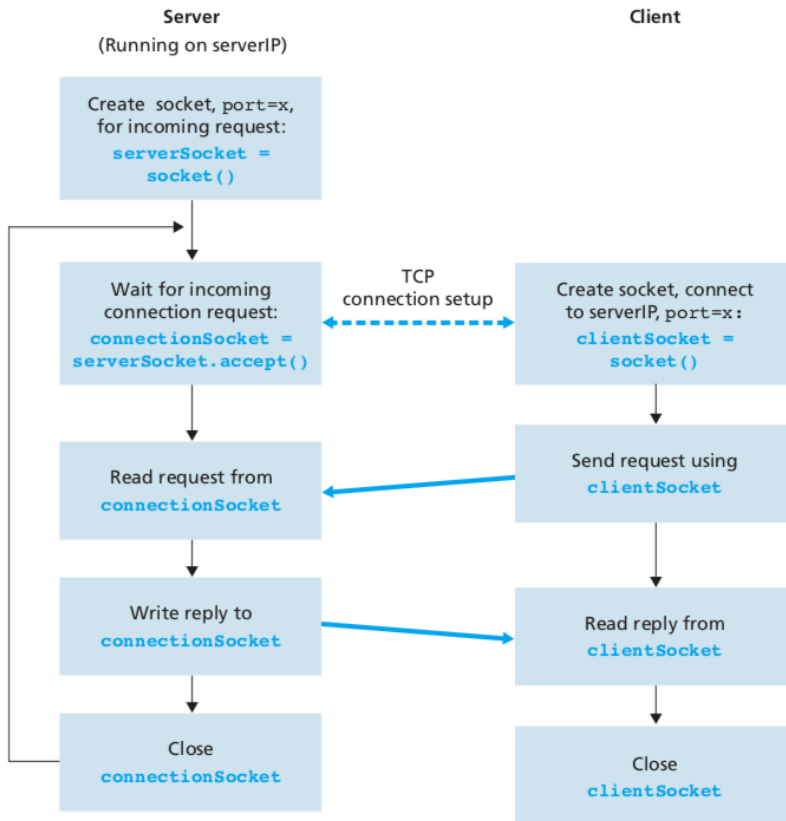 Server
(Running on serverIP)
Create socket, port=x,
for incoming request:
serverSocket =
socket()
Wait for incoming
connection request:
connectionSocket =
serverSocket.accept()
Read request from
connectionSocket
Write reply to
connectionSocket
Close
connectionSocket
TCP
connection setup
Client
Create socket, connect
to serverIP, port=x:
clientSocket =
socket()
Send request using
clientSocket
Read reply from
clientSocket
Close
clientSocket